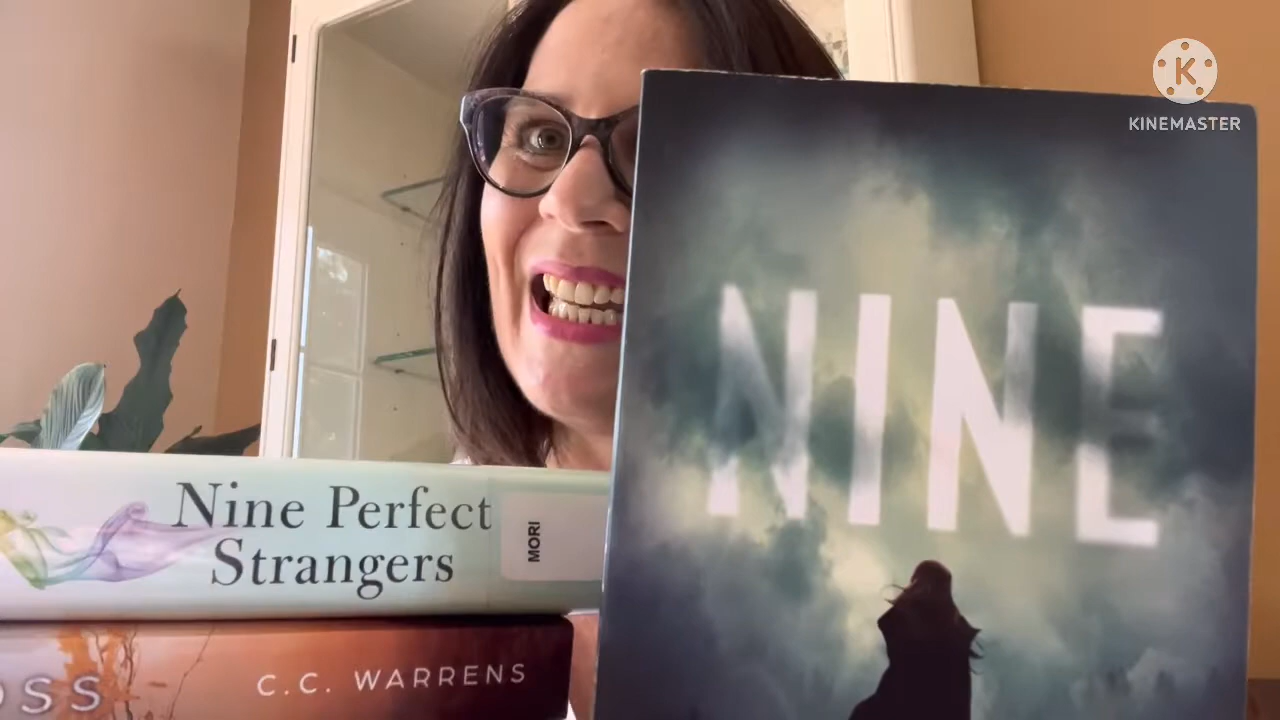 K
KINEMASTER
NINE
Nine Perfect
Strangers
MORI
OSS
C.C. WARRENS